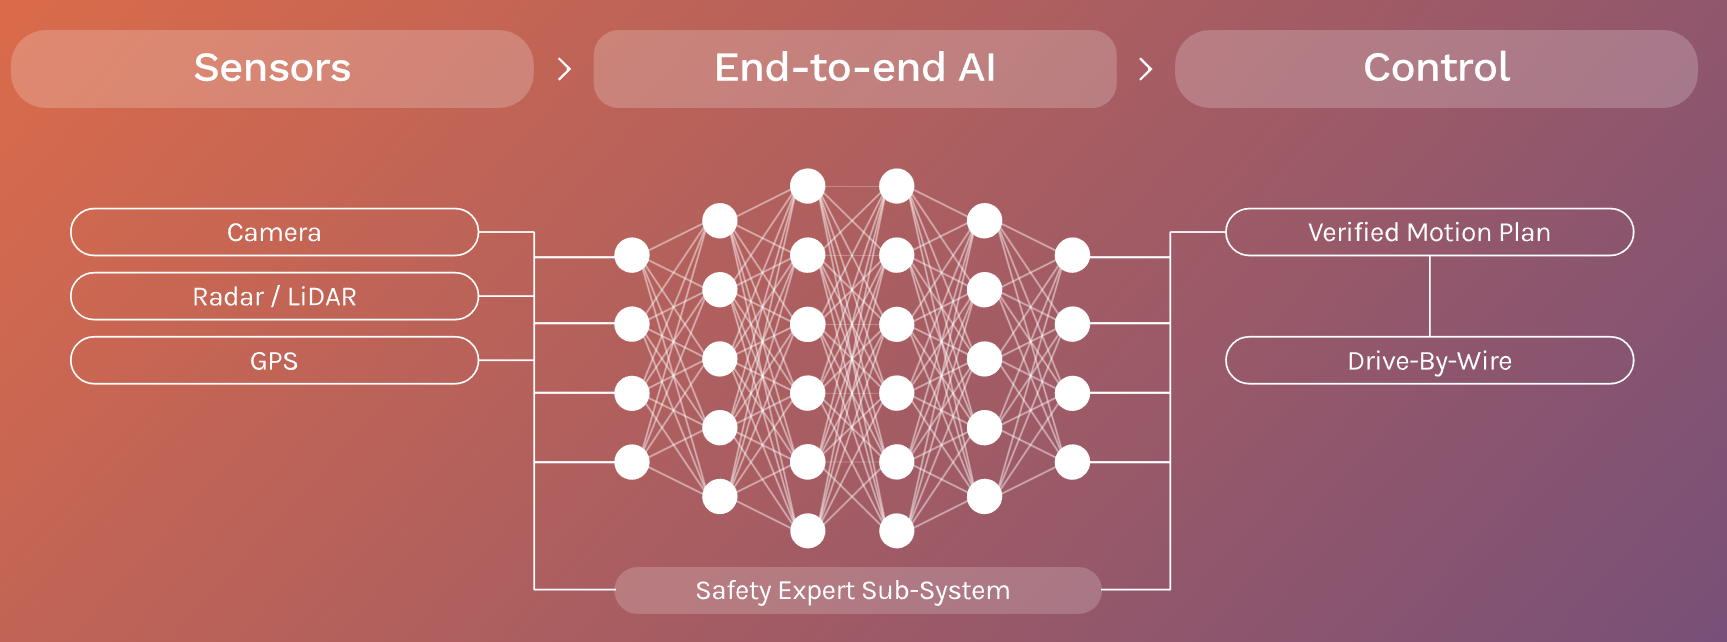 Sensors
End-to-end AI
Control
Camera
Radar / LiDAR
GPS
Safety Expert Sub-System
Verified Motion Plan
Drive-By-Wire